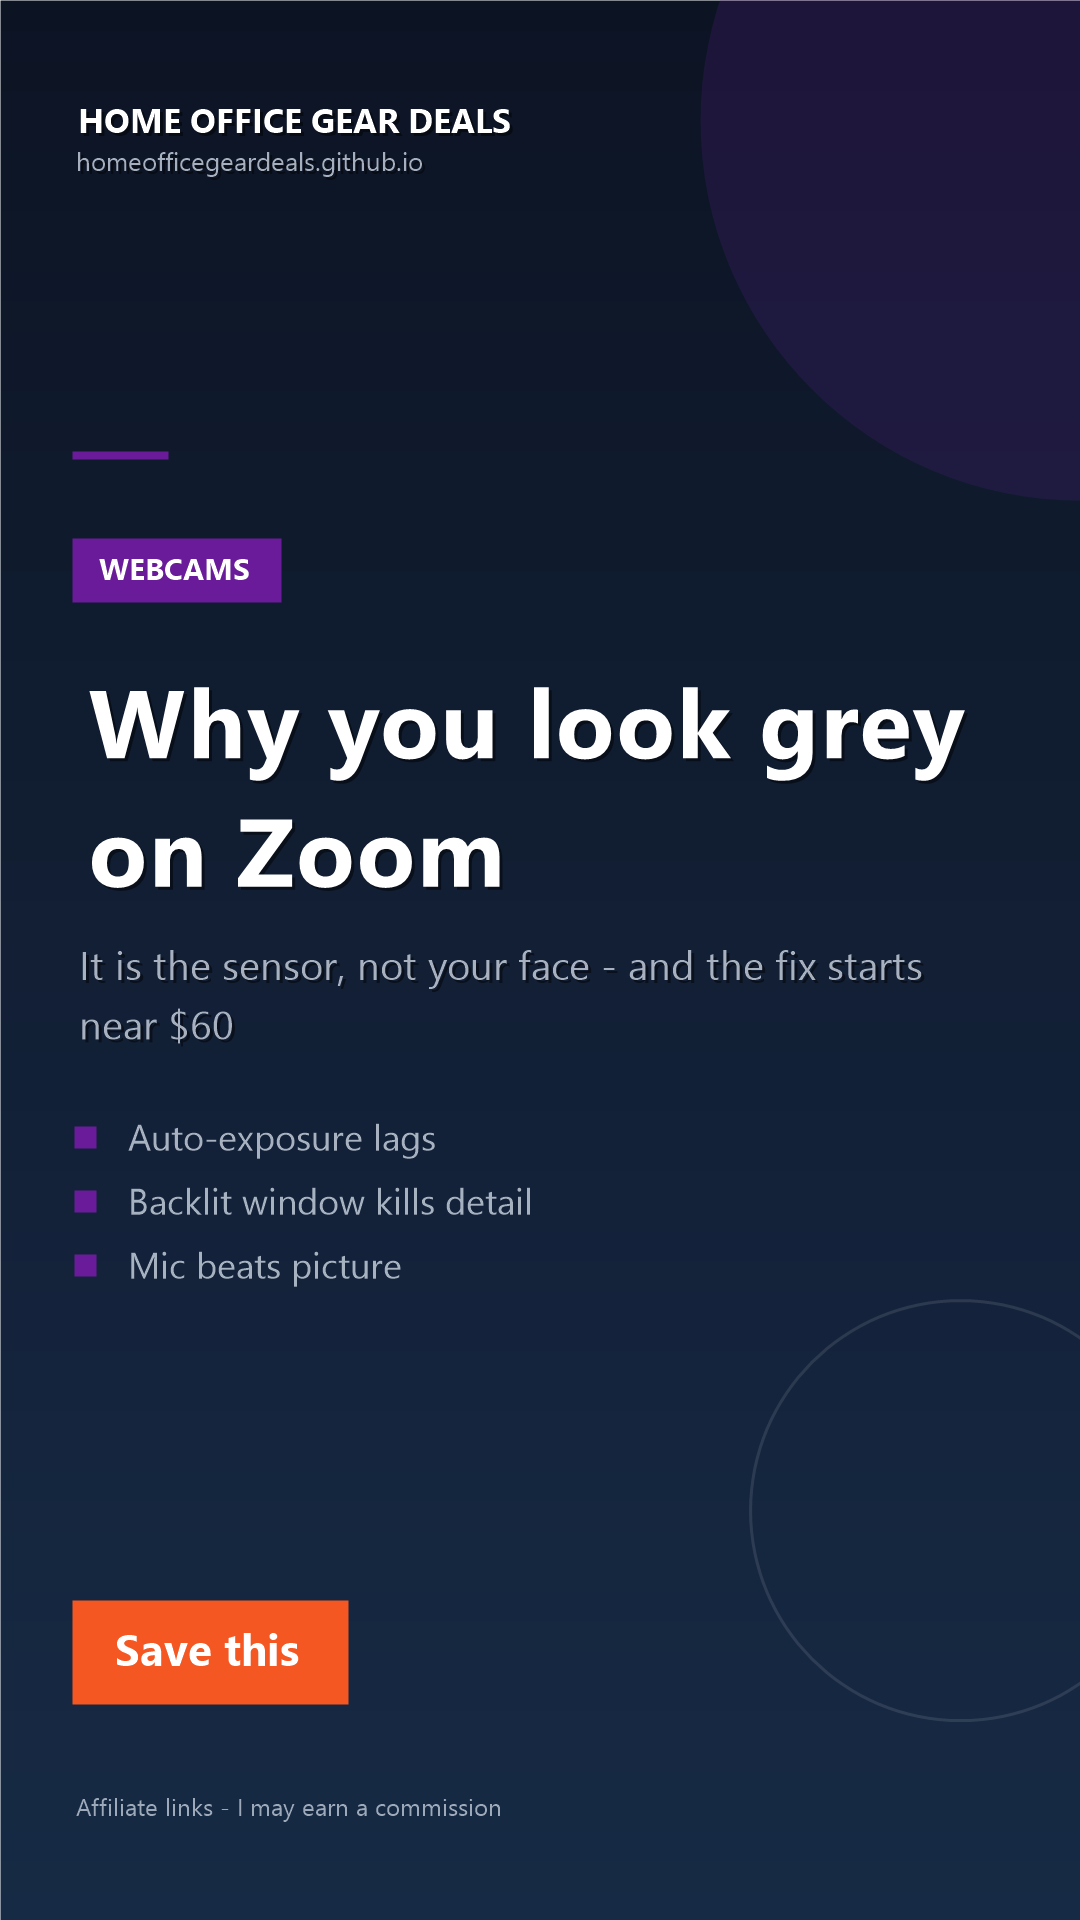 HOME OFFICE GEAR DEALS
homeofficegeardeals.github.io
WEBCAMS
Why you look grey
on Zoom
It is the sensor, not your face - and the fix starts
near $60
Auto-exposure lags
Backlit window kills detail
Mic beats picture
Save this
Affiliate links - I may earn a commission